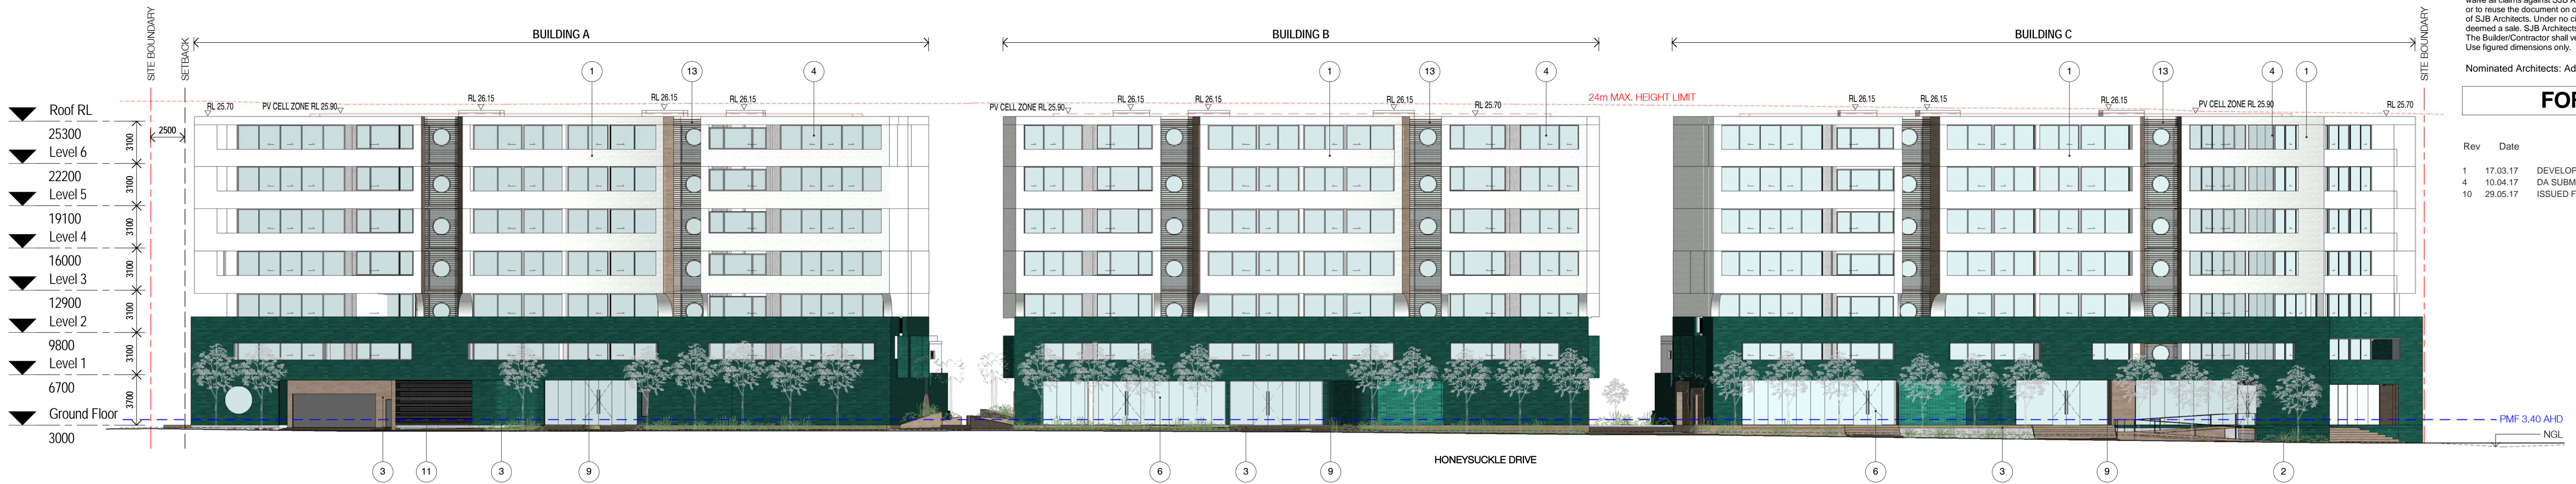 waive all claims against SJB A
or to reuse the document on o
of SJB Architects. Under no ci
deemed a sale. SJB Architects
The Builder/Contractor shall ve
Use figured dimensions only.
Nominated Architects: Ad
FOR
Rev Date
1 17.03.17 DEVELOP
4 10.04.17 DA SUBM
10 29.05.17 ISSUED F
SITE BOUNDARY
SETBACK
BUILDING A
BUILDING B
BUILDING C
SITE BOUNDARY
1 13 4 1 13 4 1 13 4 1
RL 25.70 PV CELL ZONE RL 25.90 RL 26.15 RL 26.15 RL 26.15
PV CELL ZONE RL 25.90 RL 26.15 RL 26.15 RL 26.15 RL 25.70
24m MAX. HEIGHT LIMIT
RL 26.15 RL 26.15 RL 26.15 PV CELL ZONE RL 25.90 RL 25.70
Roof RL
25300
2500
3100
Level 6
22200
3100
Level 5
19100
3100
Level 4
16000
3100
Level 3
12900
3100
Level 2
9800
3100
Level 1
6700
3700
Ground Floor
3000
PMF 3.40 AHD
NGL
HONEYSUCKLE DRIVE
3 11 3 9 6 3 9 6 3 9 2